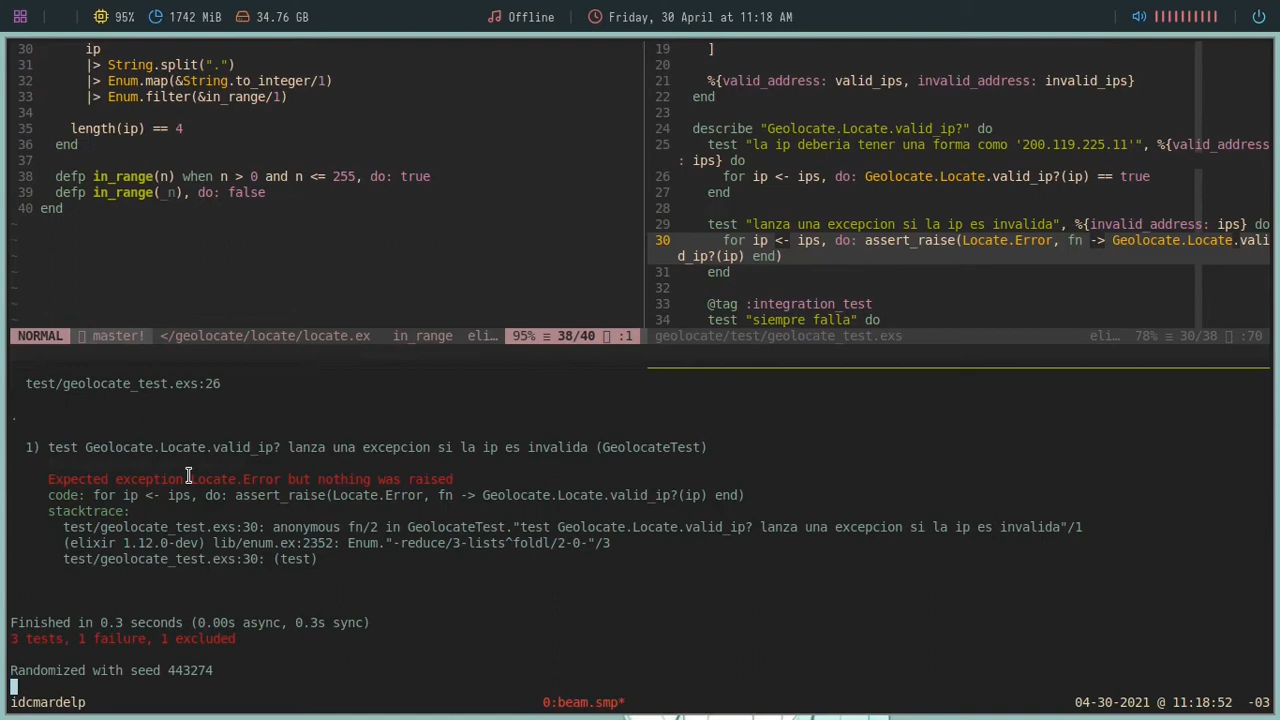 95% 1742 MiB 34.76 GB Offline Friday, 30 April at 11:18 AM
30 ip
31 |> String.split(".")
32 |> Enum.map(&String.to_integer/1)
33 |> Enum.filter(&in_range/1)
34
35 length(ip) == 4
36 end
37
38 defp in_range(n) when n > 0 and n <= 255, do: true
39 defp in_range(_n), do: false
40 end
~
~
~
~
~
~
~
NORMAL master! </geolocate/locate/locate.ex in_range eli… 95% ≡ 38/40 :1
19 ]
20
21 %{valid_address: valid_ips, invalid_address: invalid_ips}
22 end
23
24 describe "Geolocate.Locate.valid_ip?" do
25 test "la ip deberia tener una forma como '200.119.225.11'", %{valid_address
: ips} do
26 for ip <- ips, do: Geolocate.Locate.valid_ip?(ip) == true
27 end
28
29 test "lanza una excepcion si la ip es invalida", %{invalid_address: ips} do
30 for ip <- ips, do: assert_raise(Locate.Error, fn -> Geolocate.Locate.vali
d_ip?(ip) end)
31 end
32
33 @tag :integration_test
34 test "siempre falla" do
geolocate/test/geolocate_test.exs eli… 78% ≡ 30/38 :70
test/geolocate_test.exs:26
.
1) test Geolocate.Locate.valid_ip? lanza una excepcion si la ip es invalida (GeolocateTest)
Expected exception Locate.Error but nothing was raised
code: for ip <- ips, do: assert_raise(Locate.Error, fn -> Geolocate.Locate.valid_ip?(ip) end)
stacktrace:
test/geolocate_test.exs:30: anonymous fn/2 in GeolocateTest."test Geolocate.Locate.valid_ip? lanza una excepcion si la ip es invalida"/1
(elixir 1.12.0-dev) lib/enum.ex:2352: Enum."-reduce/3-lists^foldl/2-0-"/3
test/geolocate_test.exs:30: (test)
Finished in 0.3 seconds (0.00s async, 0.3s sync)
3 tests, 1 failure, 1 excluded
Randomized with seed 443274
idcmardelp 0:beam.smp* 04-30-2021 @ 11:18:52 -03